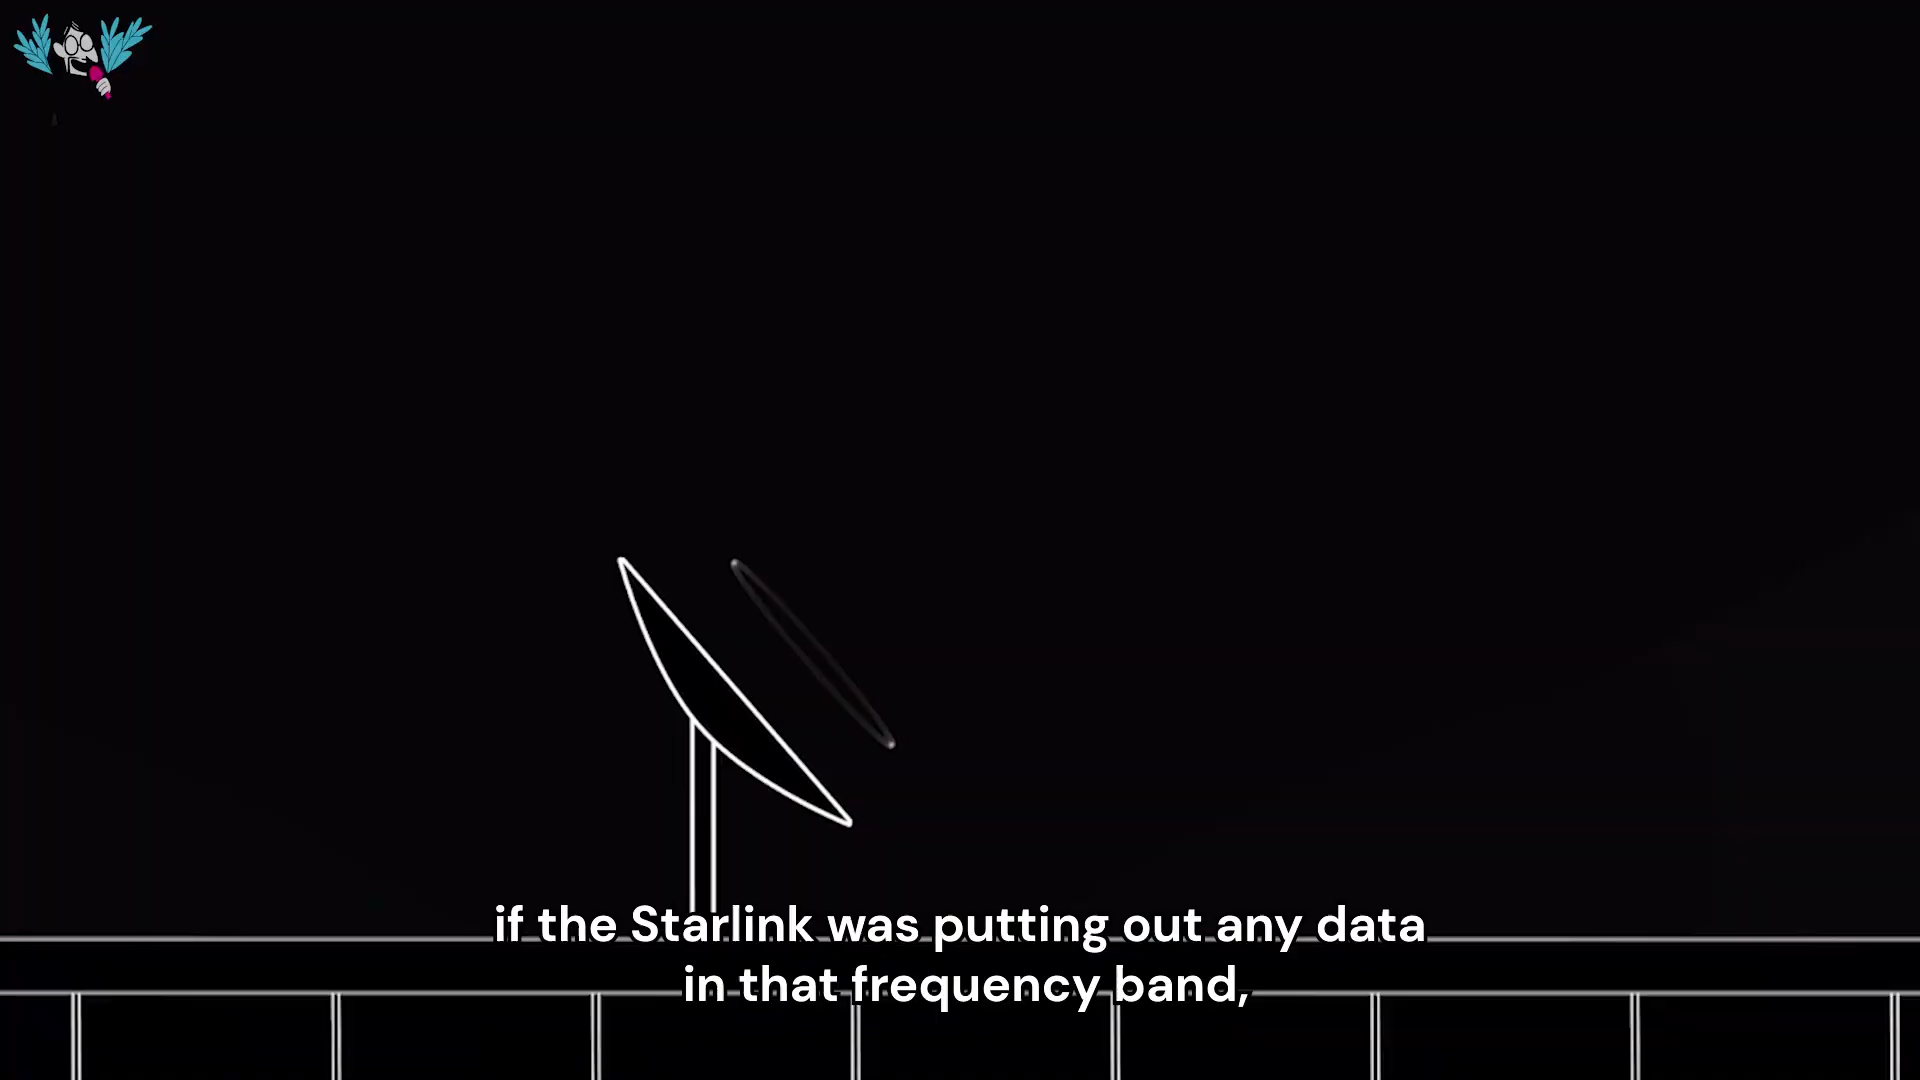 if the Starlink was putting out any data
in that frequency band,